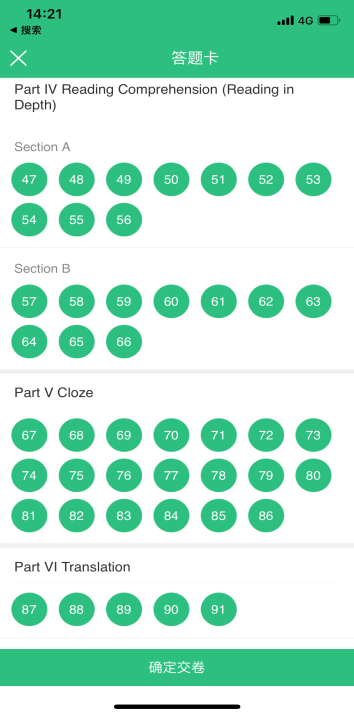 14:21
4G
◀ 搜索
答题卡
Part IV Reading Comprehension (Reading in
Depth)
Section A
47 48 49 50 51 52 53
54 55 56
Section B
57 58 59 60 61 62 63
64 65 66
Part V Cloze
67 68 69 70 71 72 73
74 75 76 77 78 79 80
81 82 83 84 85 86
Part VI Translation
87 88 89 90 91
确定交卷